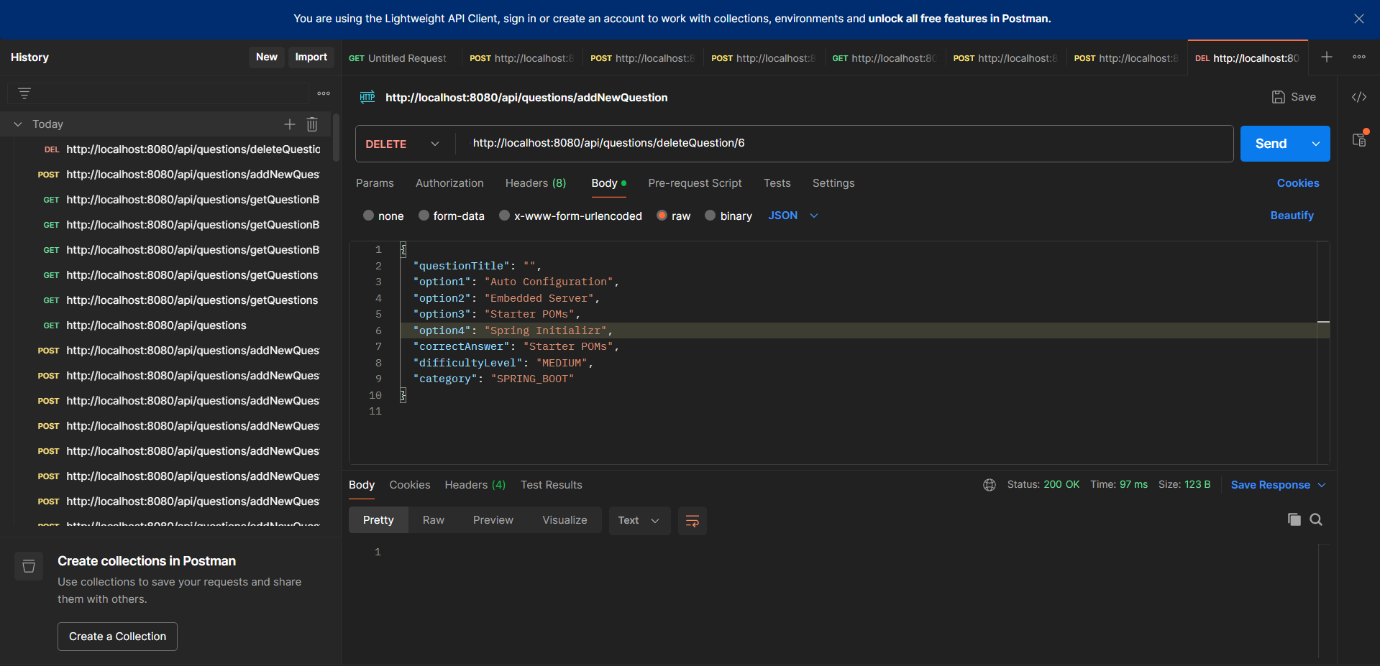 You are using the Lightweight API Client, sign in or create an account to work with collections, environments and unlock all free features in Postman.
History
New
Import
GET Untitled Request
POST http://localhost:8
POST http://localhost:8
POST http://localhost:8
GET http://localhost:80
POST http://localhost:8
POST http://localhost:8
DEL http://localhost:80
HTTP http://localhost:8080/api/questions/addNewQuestion
Save
Today
DEL http://localhost:8080/api/questions/deleteQuestio
POST http://localhost:8080/api/questions/addNewQues
GET http://localhost:8080/api/questions/getQuestionB
GET http://localhost:8080/api/questions/getQuestionB
GET http://localhost:8080/api/questions/getQuestionB
GET http://localhost:8080/api/questions/getQuestions
GET http://localhost:8080/api/questions/getQuestions
GET http://localhost:8080/api/questions
POST http://localhost:8080/api/questions/addNewQues
POST http://localhost:8080/api/questions/addNewQues
POST http://localhost:8080/api/questions/addNewQues
POST http://localhost:8080/api/questions/addNewQues
POST http://localhost:8080/api/questions/addNewQues
POST http://localhost:8080/api/questions/addNewQues
POST http://localhost:8080/api/questions/addNewQues
POST http://localhost:8080/api/questions/addNewQues
Create collections in Postman
Use collections to save your requests and share
them with others.
Create a Collection
DELETE
http://localhost:8080/api/questions/deleteQuestion/6
Send
Params Authorization Headers (8) Body Pre-request Script Tests Settings
Cookies
none form-data x-www-form-urlencoded raw binary JSON
Beautify
1 {
2 "questionTitle": "",
3 "option1": "Auto Configuration",
4 "option2": "Embedded Server",
5 "option3": "Starter POMs",
6 "option4": "Spring Initializr",
7 "correctAnswer": "Starter POMs",
8 "difficultyLevel": "MEDIUM",
9 "category": "SPRING_BOOT"
10 }
11
Body Cookies Headers (4) Test Results
Status: 200 OK Time: 97 ms Size: 123 B
Save Response
Pretty Raw Preview Visualize Text
1